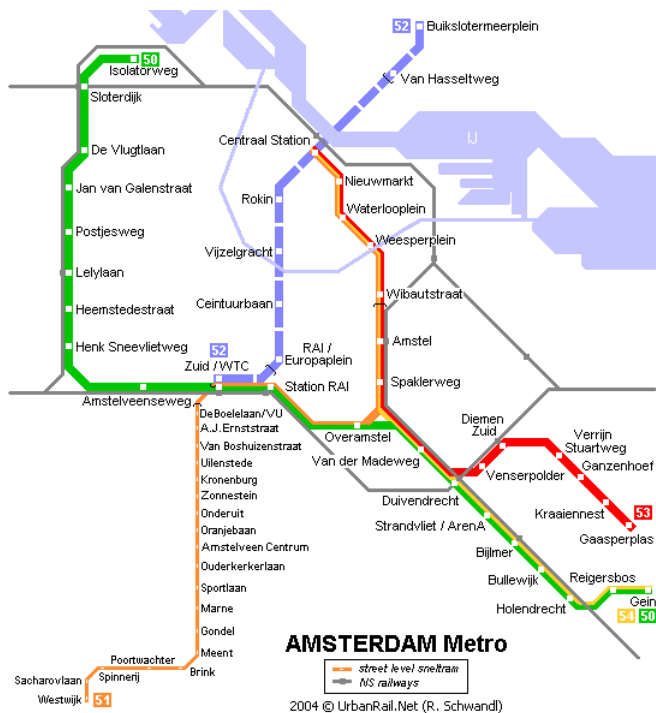 52
Buikslotermeerplein
50
Isolatorweg
Van Hasseltweg
Sloterdijk
Centraal Station
IJ
De Vlugtlaan
Nieuwmarkt
Jan van Galenstraat
Rokin
Waterlooplein
Postjesweg
Weesperplein
Vijzelgracht
Lelylaan
Wibautstraat
Heemstedestraat
Ceintuurbaan
Amstel
Henk Sneevlietweg
52
RAI /
Europaplein
Zuid / WTC
Station RAI
Spaklerweg
Amstelveenseweg
De Boelelaan/VU
A.J. Ernststraat
Overamstel
Diemen
Zuid
Verrijn
Stuartweg
Van Boshuizenstraat
Van der Madeweg
Ganzenhoef
Uilenstede
Venserpolder
Kronenburg
Zonnestein
Duivendrecht
Kraaiennest
53
Onderuit
Strandvliet / ArenA
Gaasperplas
Oranjebaan
Amstelveen Centrum
Bijlmer
Ouderkerkerlaan
Bullewijk
Reigersbos
Sportlaan
Gein
Marne
Holendrecht
54
50
Gondel
AMSTERDAM Metro
Meent
Poortwachter
street level sneltram
Brink
Spinnerij
Sacharovlaan
NS railways
Westwijk
51
2004 © UrbanRail.Net (R. Schwandl)